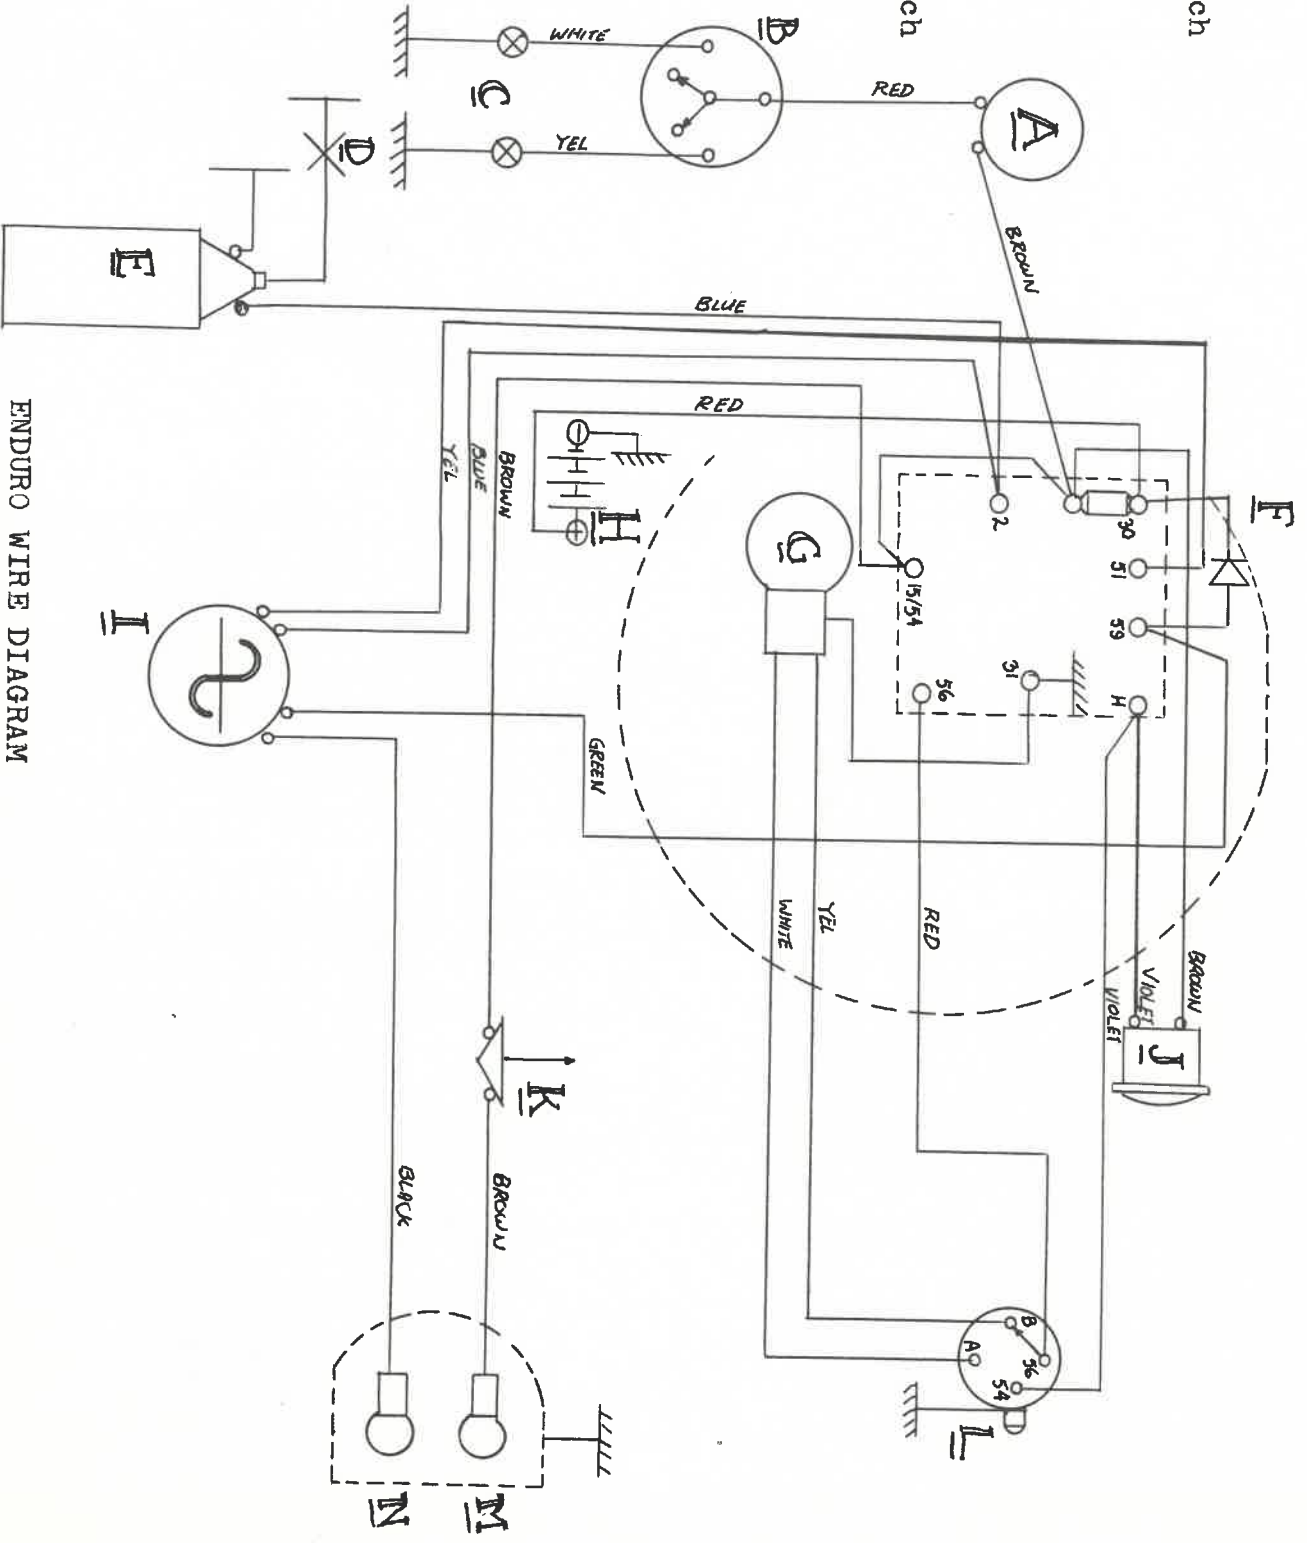 ch
ch
A
B
C
D
E
F
G
H
I
J
K
L
M
N
RED
WHITE
YEL
BROWN
BLUE
RED
YEL
BLUE
BROWN
2
30
51
59
H
15/54
31
56
GREEN
YEL
WHITE
RED
BROWN
VIOLET
VIOLET
BLACK
BROWN
B
A
56
54
ENDURO WIRE DIAGRAM